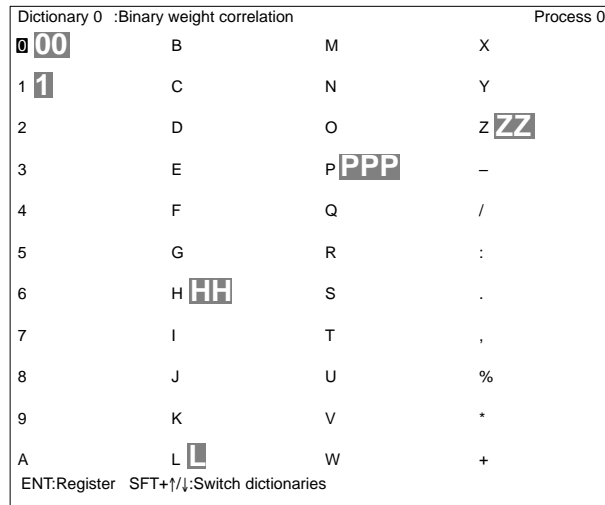 Dictionary 0 :Binary weight correlation Process 0
0 00 B M X
1 1 C N Y
2 D O Z ZZ
3 E P PPP –
4 F Q /
5 G R :
6 H HH S .
7 I T ,
8 J U %
9 K V *
A L L W +
ENT:Register SFT+↑/↓:Switch dictionaries